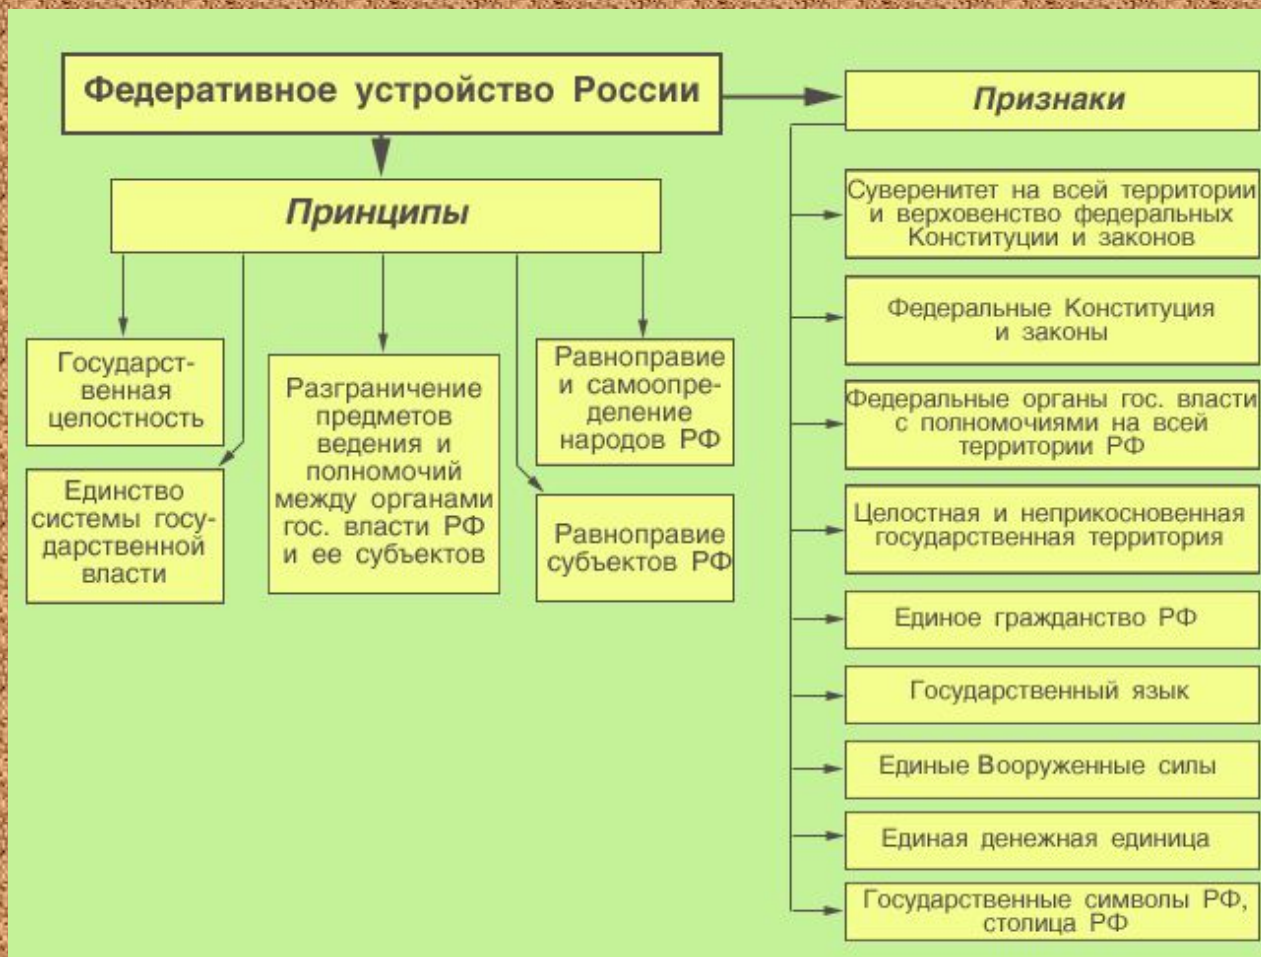 Федеративное устройство России
Принципы
Государст-
венная
целостность
Единство
системы госу-
дарственной
власти
Разграничение
предметов
ведения и
полномочий
между органами
гос. власти РФ
и ее субъектов
Равноправие
и самоопре-
деление
народов РФ
Равноправие
субъектов РФ
Признаки
Суверенитет на всей территории
и верховенство федеральных
Конституции и законов
Федеральные Конституция
и законы
Федеральные органы гос. власти
с полномочиями на всей
территории РФ
Целостная и неприкосновенная
государственная территория
Единое гражданство РФ
Государственный язык
Единые Вооруженные силы
Единая денежная единица
Государственные символы РФ,
столица РФ